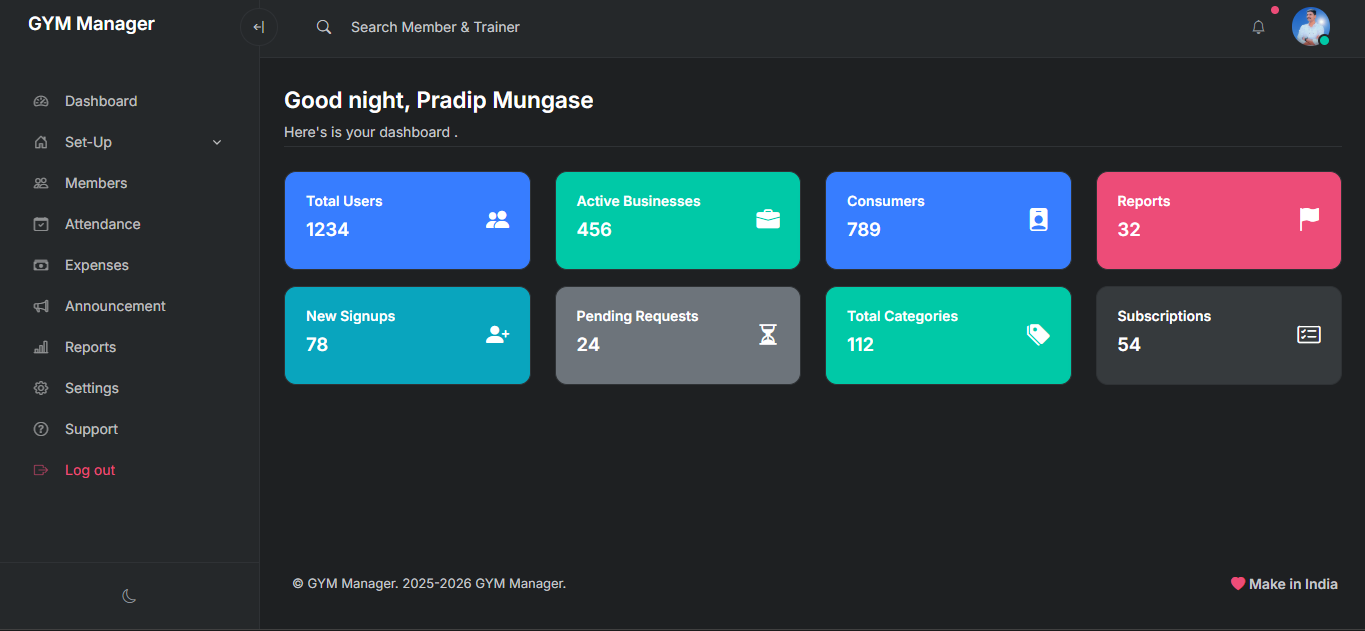 GYM Manager
Search Member & Trainer
Dashboard
Set-Up
Members
Attendance
Expenses
Announcement
Reports
Settings
Support
Log out
Good night, Pradip Mungase
Here's is your dashboard .
Total Users
1234
Active Businesses
456
Consumers
789
Reports
32
New Signups
78
Pending Requests
24
Total Categories
112
Subscriptions
54
© GYM Manager. 2025-2026 GYM Manager.
Make in India